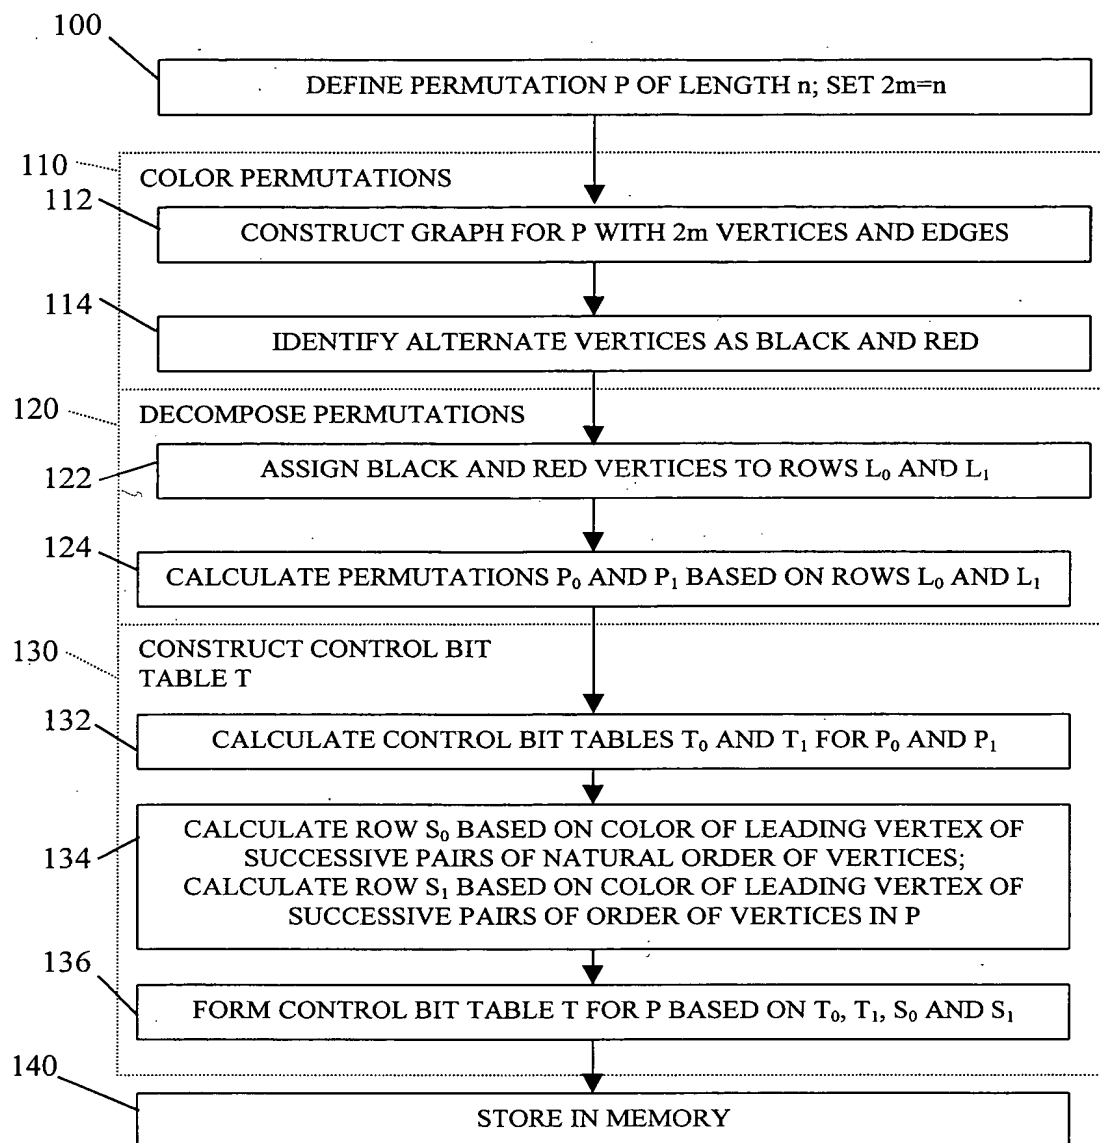 100
DEFINE PERMUTATION P OF LENGTH n; SET 2m=n
110
COLOR PERMUTATIONS
112
CONSTRUCT GRAPH FOR P WITH 2m VERTICES AND EDGES
114
IDENTIFY ALTERNATE VERTICES AS BLACK AND RED
120
DECOMPOSE PERMUTATIONS
122
ASSIGN BLACK AND RED VERTICES TO ROWS L₀ AND L₁
124
CALCULATE PERMUTATIONS P₀ AND P₁ BASED ON ROWS L₀ AND L₁
130
CONSTRUCT CONTROL BIT
TABLE T
132
CALCULATE CONTROL BIT TABLES T₀ AND T₁ FOR P₀ AND P₁
134
CALCULATE ROW S₀ BASED ON COLOR OF LEADING VERTEX OF
SUCCESSIVE PAIRS OF NATURAL ORDER OF VERTICES;
CALCULATE ROW S₁ BASED ON COLOR OF LEADING VERTEX OF
SUCCESSIVE PAIRS OF ORDER OF VERTICES IN P
136
FORM CONTROL BIT TABLE T FOR P BASED ON T₀, T₁, S₀ AND S₁
140
STORE IN MEMORY